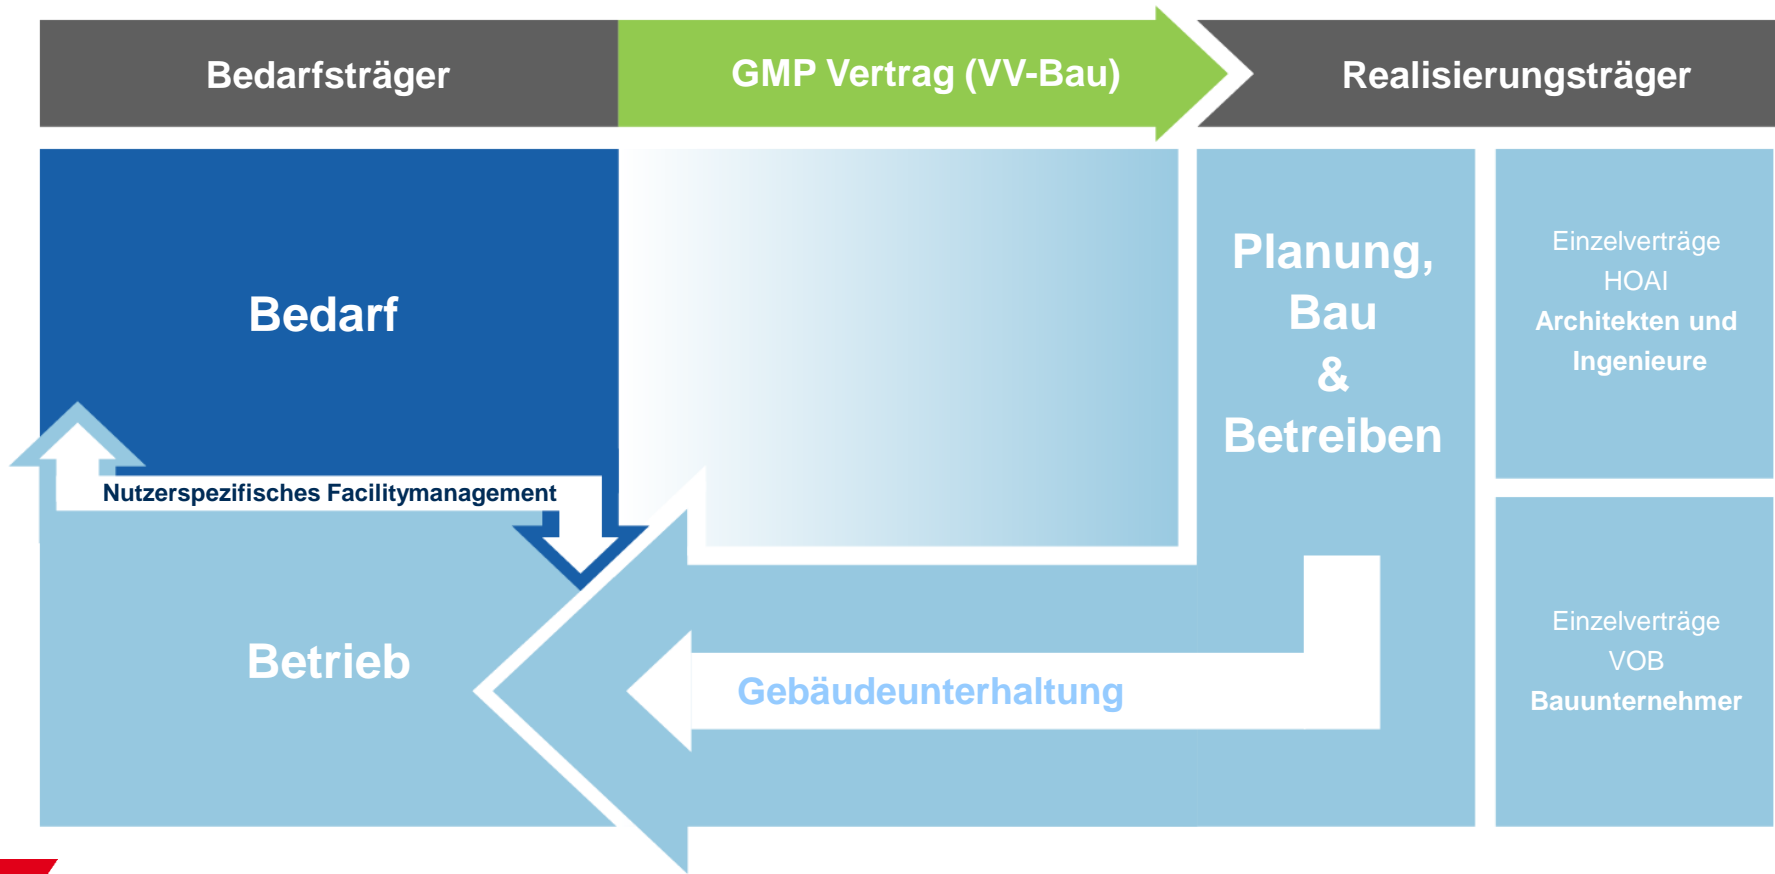 Bedarfsträger
GMP Vertrag (VV-Bau)
Realisierungsträger
Bedarf
Nutzerspezifisches Facilitymanagement
Betrieb
Gebäudeunterhaltung
Planung,
Bau
&
Betreiben
Einzelverträge
HOAI
Architekten und
Ingenieure
Einzelverträge
VOB
Bauunternehmer